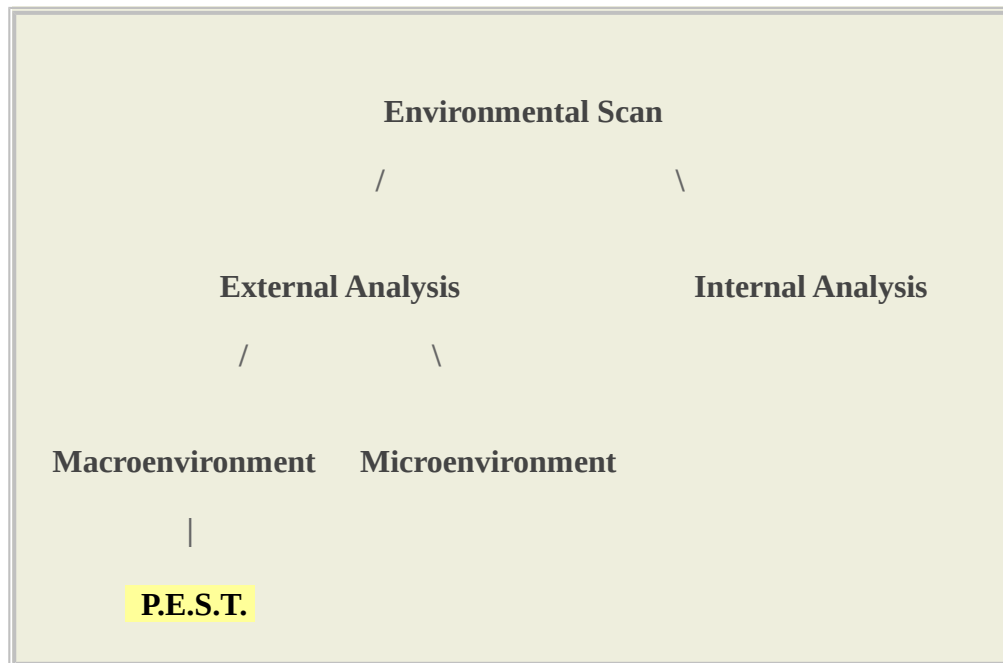 Environmental Scan
/ \
External Analysis Internal Analysis
/ \
Macroenvironment Microenvironment
|
P.E.S.T.